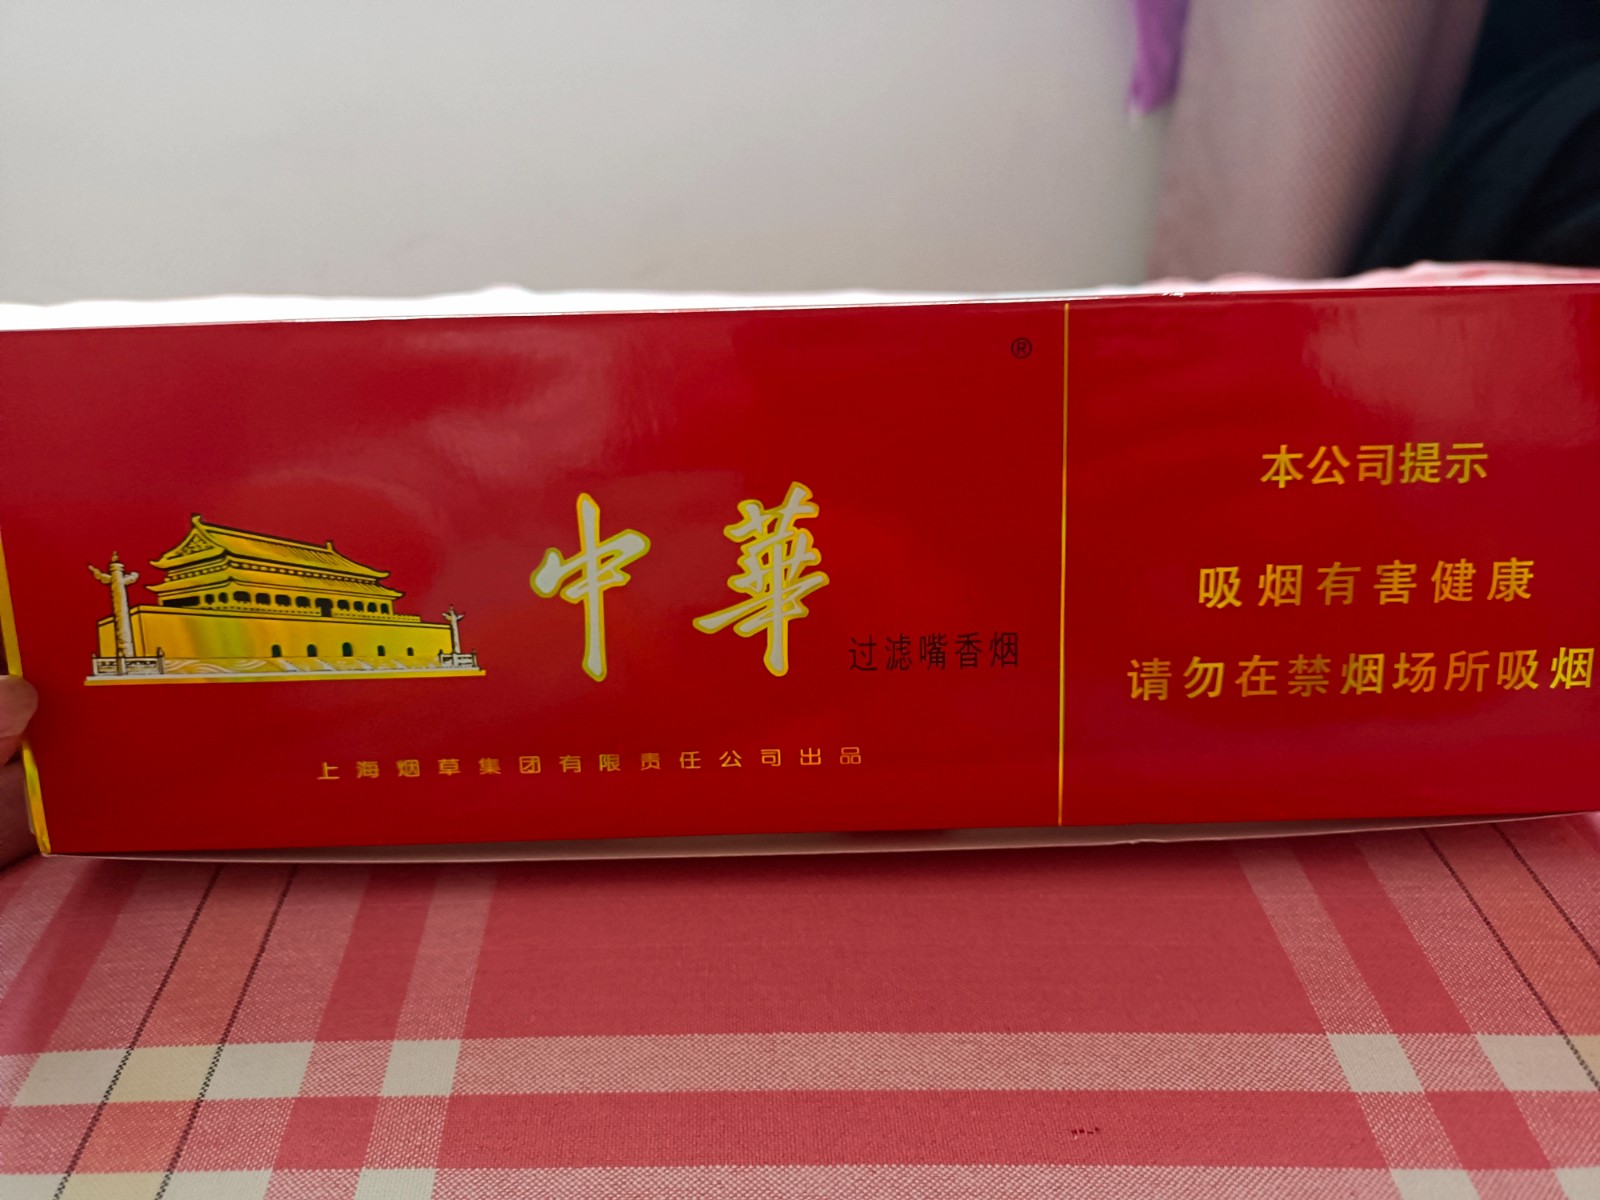 ®
中華
过滤嘴香烟
上海烟草集团有限责任公司出品
本公司提示
吸烟有害健康
请勿在禁烟场所吸烟